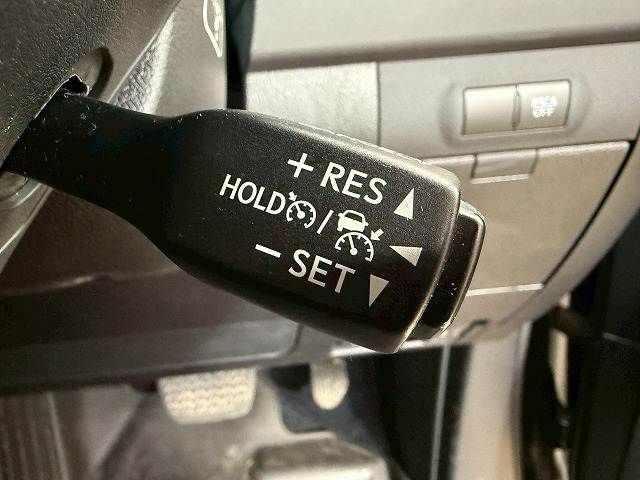 + RES
HOLD /
− SET
OFF